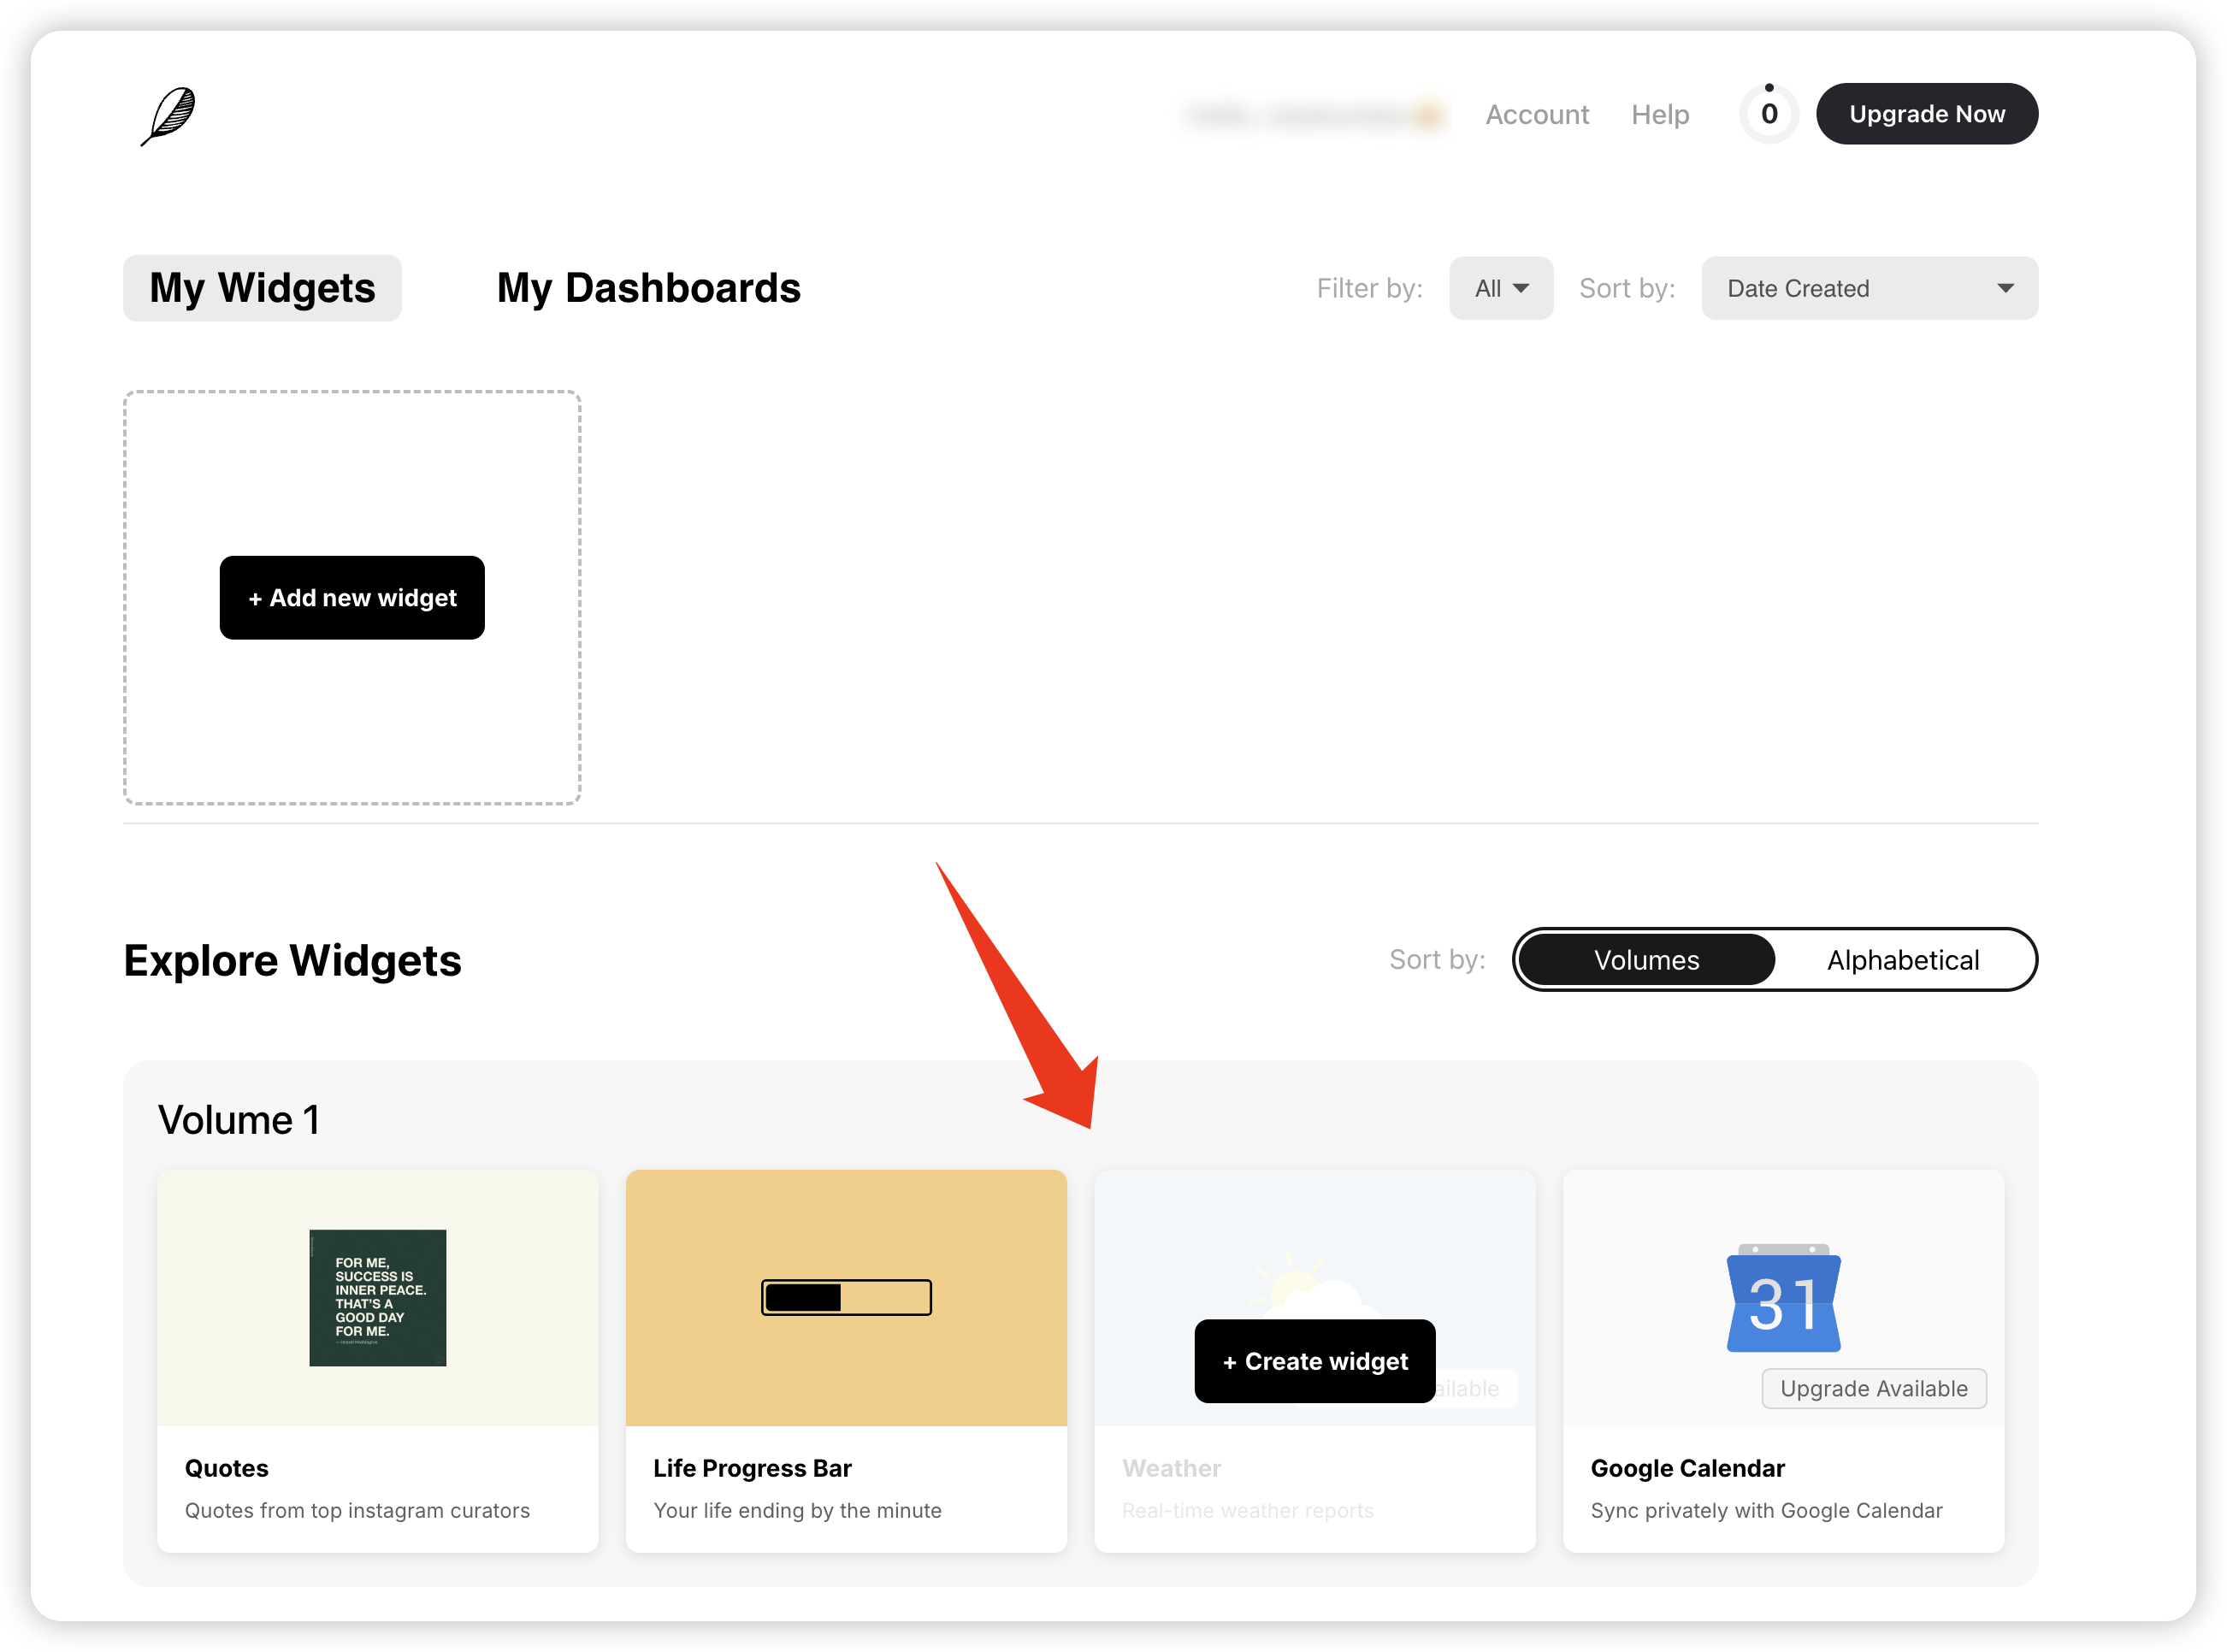 Account
Help
0
Upgrade Now
My Widgets
My Dashboards
Filter by:
All
Sort by:
Date Created
+ Add new widget
Explore Widgets
Sort by:
Volumes
Alphabetical
Volume 1
FOR ME,
SUCCESS IS
INNER PEACE.
THAT'S A
GOOD DAY
FOR ME.
Quotes
Quotes from top instagram curators
Life Progress Bar
Your life ending by the minute
+ Create widget
Weather
Real-time weather reports
31
Upgrade Available
Google Calendar
Sync privately with Google Calendar